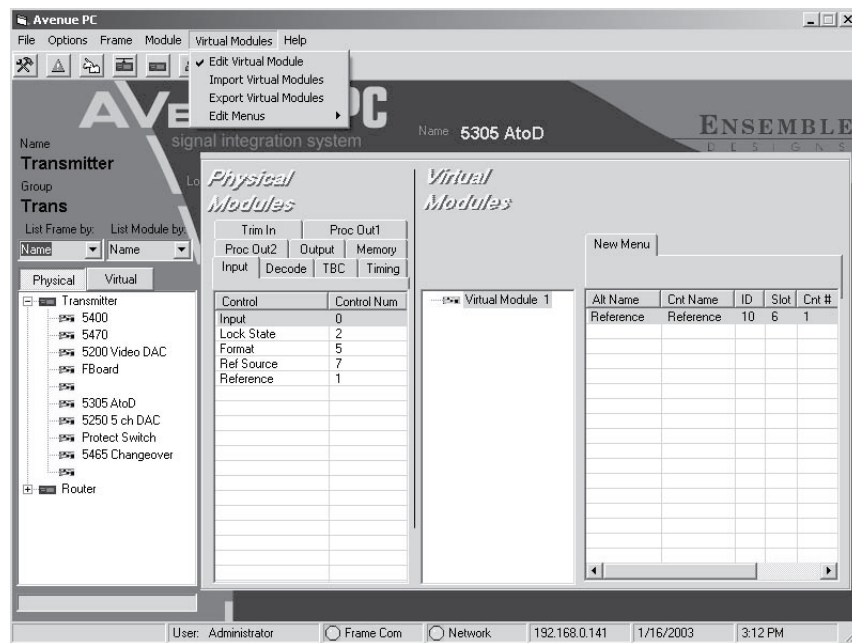 Avenue PC
File Options Frame Module Virtual Modules Help
Edit Virtual Module
Import Virtual Modules
Export Virtual Modules
Edit Menus
PC
signal integration system
Name 5305 AtoD
ENSEMBLE
DESIGNS
Name
Transmitter
Group
Trans
List Frame by: List Module by:
Name Name
Physical Virtual
Transmitter
5400
5470
5200 Video DAC
FBoard
5305 AtoD
5250 5 ch DAC
Protect Switch
5465 Changeover
Router
Physical
Modules
Trim In Proc Out1
Proc Out2 Output Memory
Input Decode TBC Timing
Control Control Num
Input 0
Lock State 2
Format 5
Ref Source 7
Reference 1
Virtual
Modules
Virtual Module 1
New Menu
Alt Name Cnt Name ID Slot Cnt #
Reference Reference 10 6 1
User: Administrator Frame Com Network 192.168.0.141 1/16/2003 3:12 PM